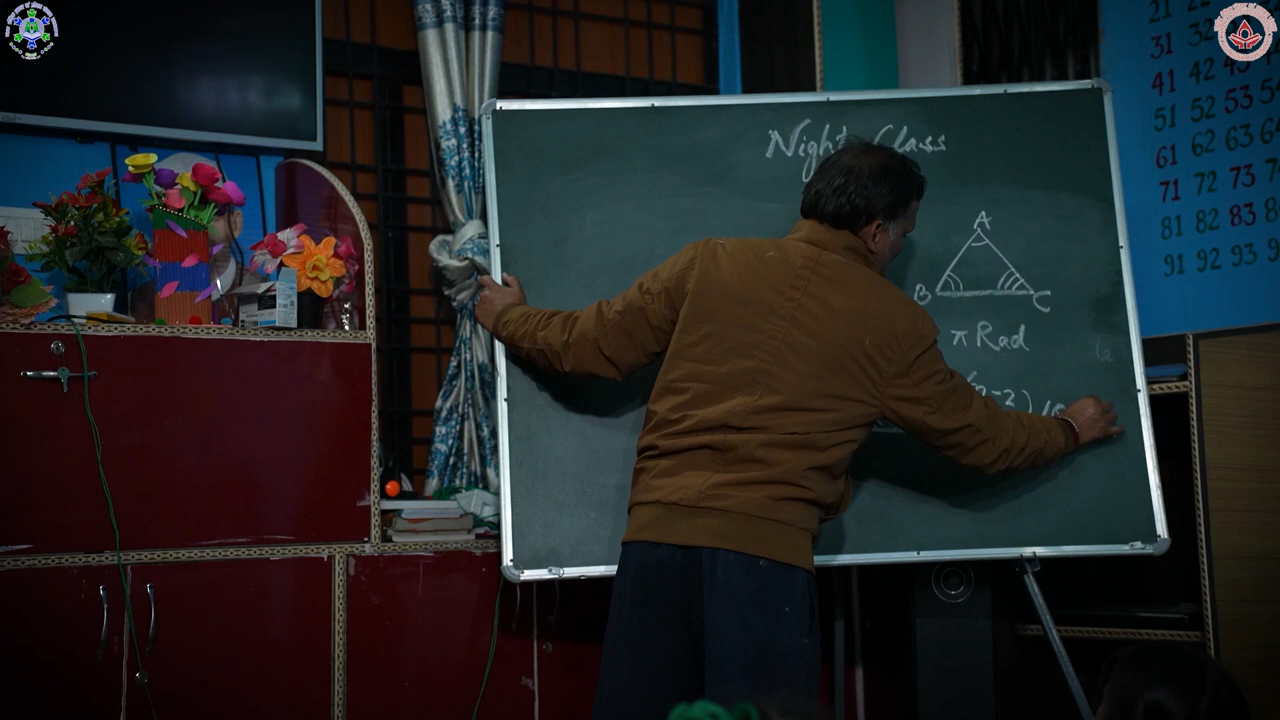 Night Class
A
B C
π Rad
(n-2)
21 22
31 32
41 42 43
51 52 53
61 62 63
71 72 73
81 82 83
91 92 93